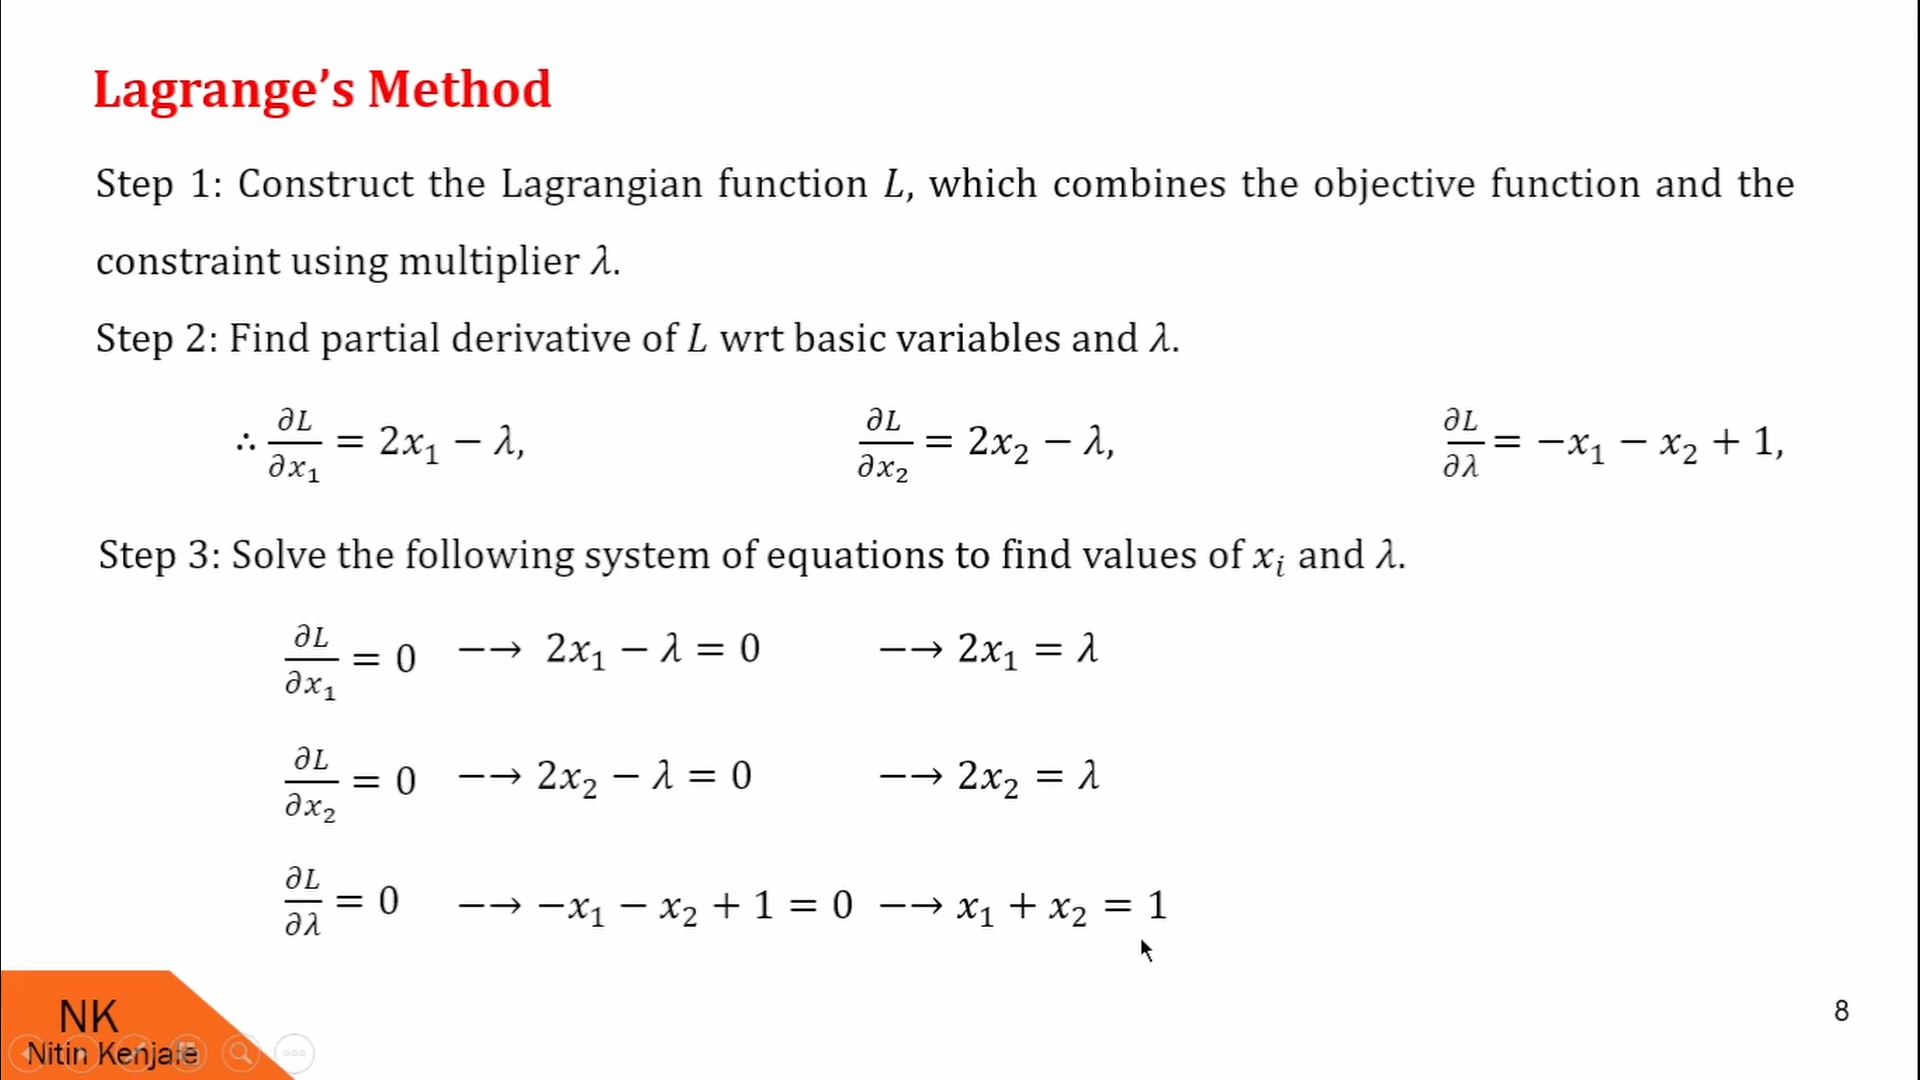 Lagrange’s Method
Step 1: Construct the Lagrangian function L, which combines the objective function and the
constraint using multiplier λ.
Step 2: Find partial derivative of L wrt basic variables and λ.
∴ ∂L/∂x₁ = 2x₁ − λ, ∂L/∂x₂ = 2x₂ − λ, ∂L/∂λ = −x₁ − x₂ + 1,
Step 3: Solve the following system of equations to find values of xᵢ and λ.
∂L/∂x₁ = 0 −→ 2x₁ − λ = 0 −→ 2x₁ = λ
∂L/∂x₂ = 0 −→ 2x₂ − λ = 0 −→ 2x₂ = λ
∂L/∂λ = 0 −→ −x₁ − x₂ + 1 = 0 −→ x₁ + x₂ = 1
NK
Nitin Kenjale
8